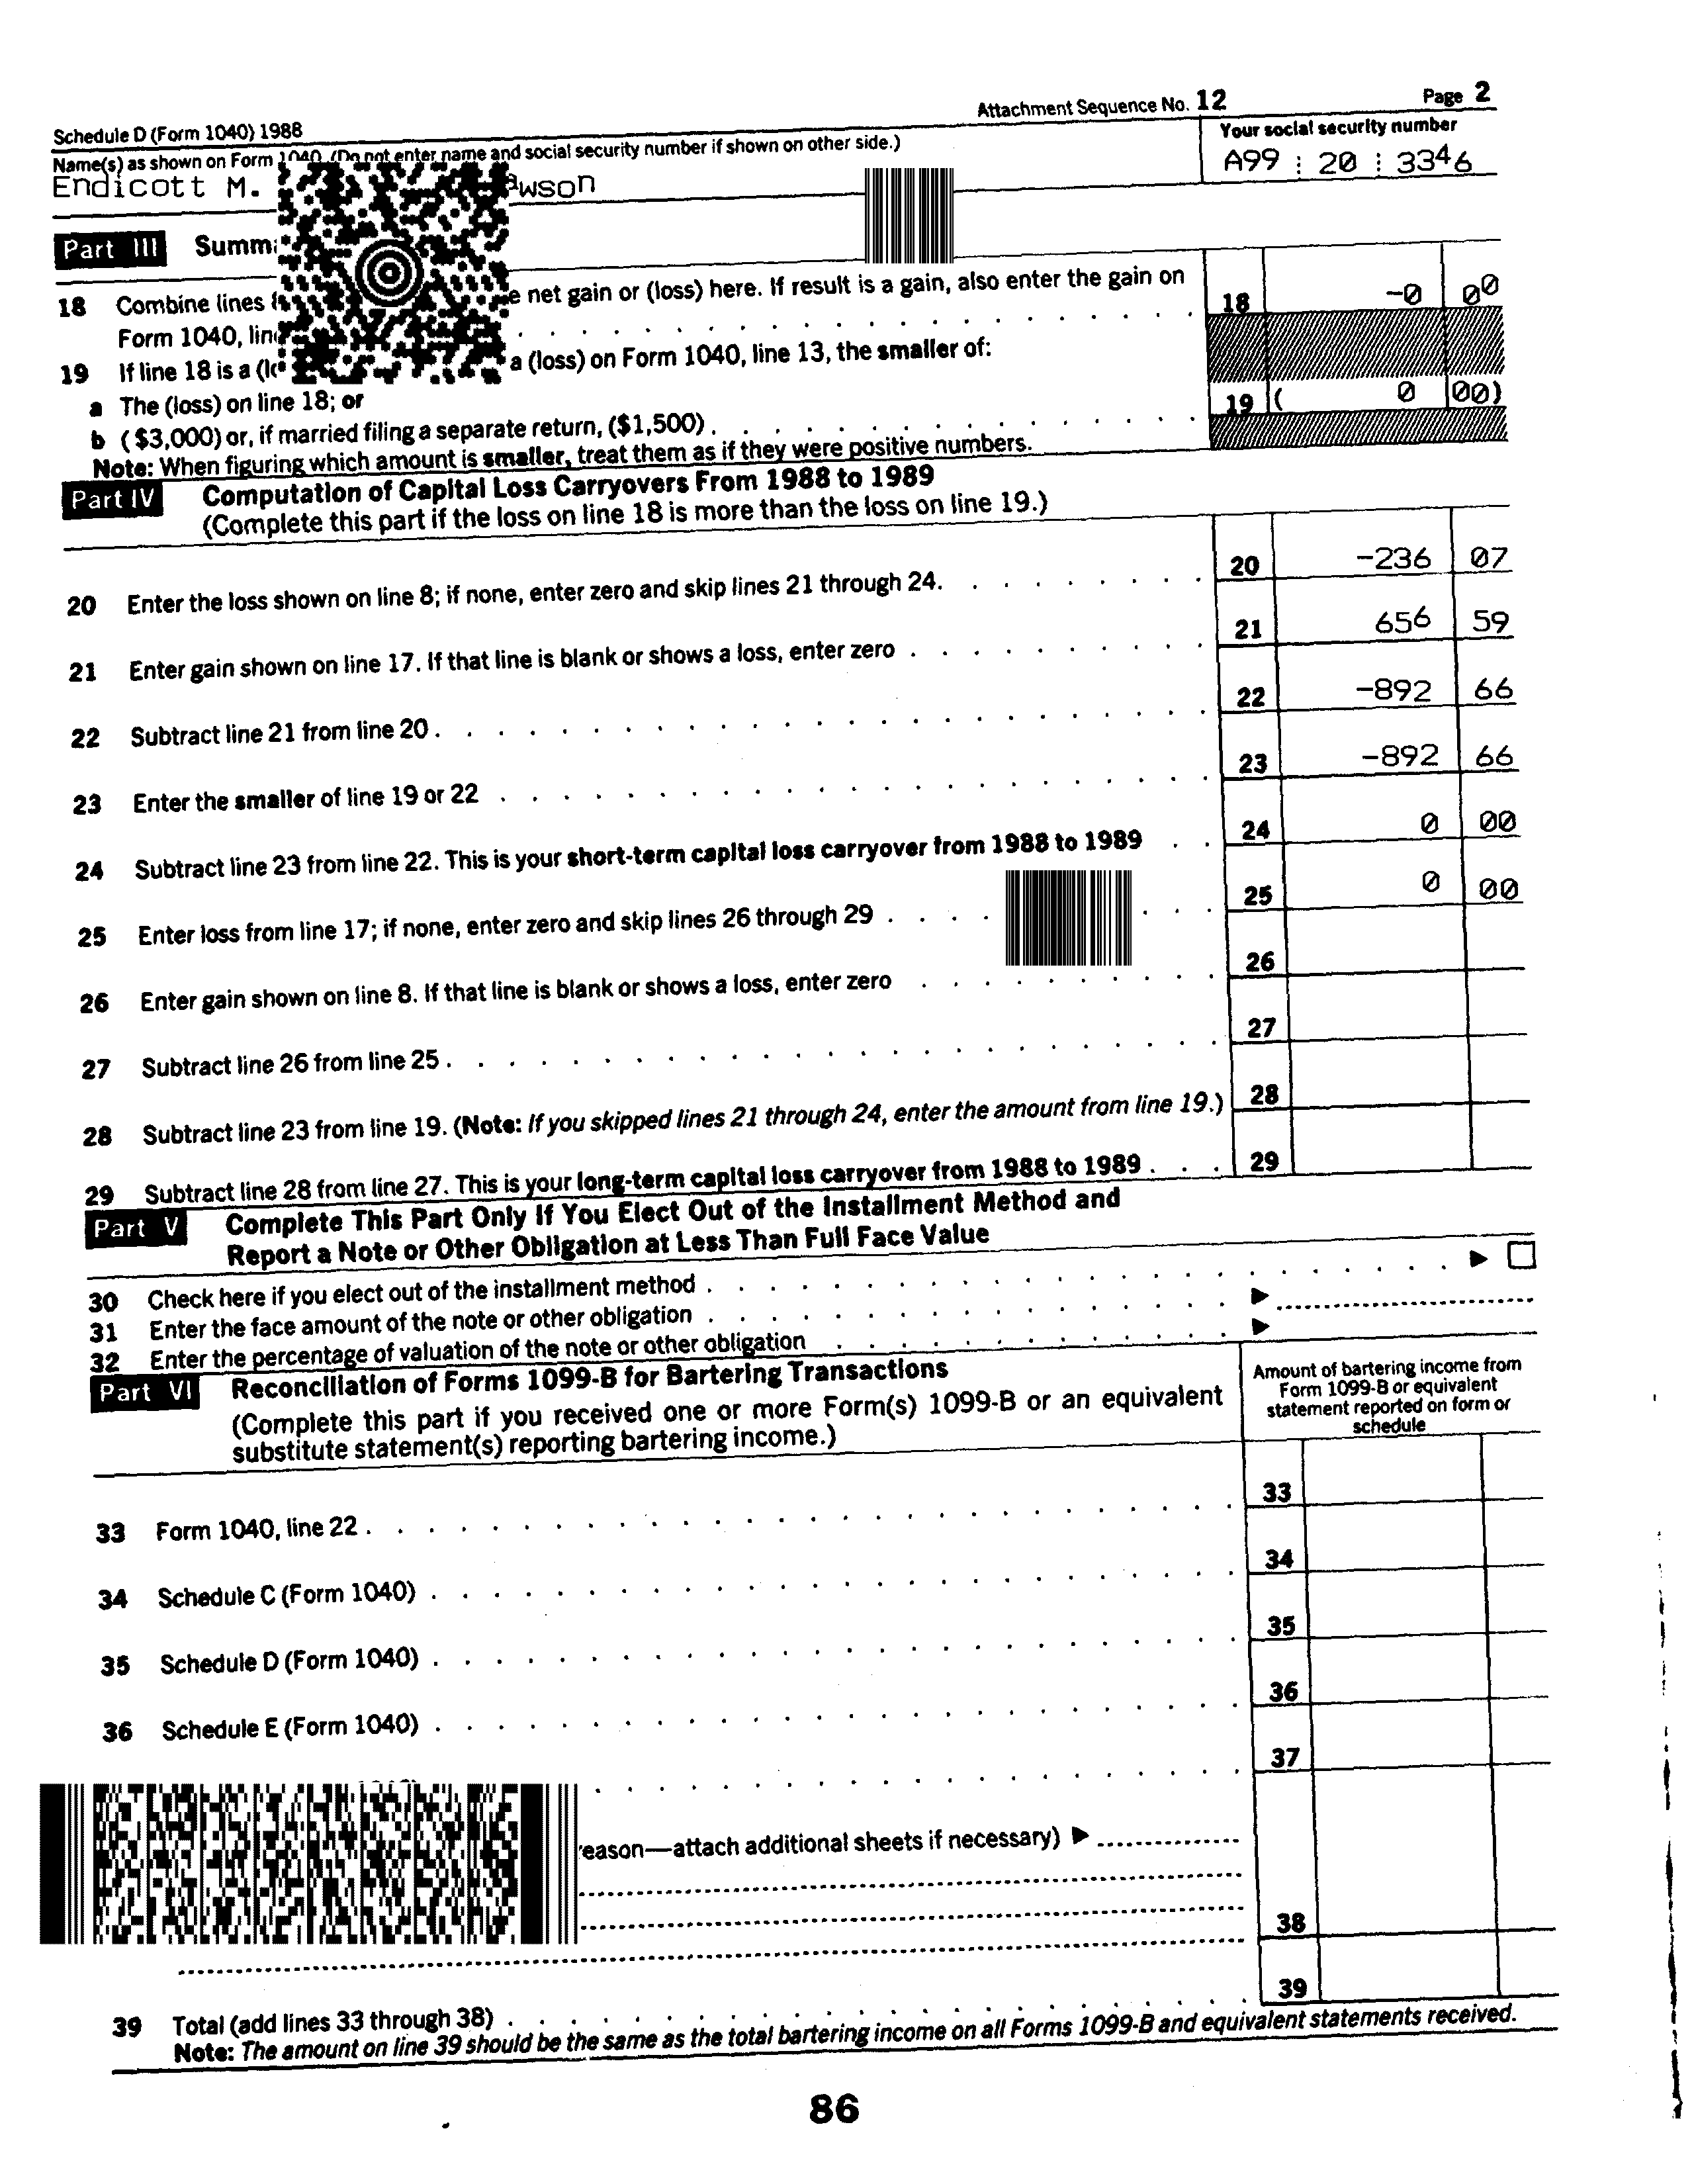 Schedule D (Form 1040) 1988 Attachment Sequence No. 12 Page 2
Name(s) as shown on Form 1040. (Do not enter name and social security number if shown on other side.) Your social security number
Endicott M. A99 20 3346
Part III
18 Combine lines net gain or (loss) here. If result is a gain, also enter the gain on 18 -0 00
Form 1040,
19 If line 18 is a a (loss) on Form 1040, line 13, the smaller of:
a The (loss) on line 18; or
b ($3,000) or, if married filing a separate return, ($1,500) . 19 ( 0 00)
Note: When figuring which amount is smaller, treat them as if they were positive numbers.
Part IV Computation of Capital Loss Carryovers From 1988 to 1989
(Complete this part if the loss on line 18 is more than the loss on line 19.)
20 Enter the loss shown on line 8; if none, enter zero and skip lines 21 through 24. 20 -236 07
21 Enter gain shown on line 17. If that line is blank or shows a loss, enter zero 21 656 59
22 Subtract line 21 from line 20. 22 -892 66
23 Enter the smaller of line 19 or 22 23 -892 66
24 Subtract line 23 from line 22. This is your short-term capital loss carryover from 1988 to 1989 24 0 00
25 Enter loss from line 17; if none, enter zero and skip lines 26 through 29 25 0 00
26 Enter gain shown on line 8. If that line is blank or shows a loss, enter zero 26
27 Subtract line 26 from line 25. 27
28 Subtract line 23 from line 19. (Note: If you skipped lines 21 through 24, enter the amount from line 19.) 28
29 Subtract line 28 from line 27. This is your long-term capital loss carryover from 1988 to 1989 . 29
Part V Complete This Part Only If You Elect Out of the Installment Method and
Report a Note or Other Obligation at Less Than Full Face Value
30 Check here if you elect out of the installment method
31 Enter the face amount of the note or other obligation
32 Enter the percentage of valuation of the note or other obligation
Part VI Reconciliation of Forms 1099-B for Bartering Transactions
(Complete this part if you received one or more Form(s) 1099-B or an equivalent
substitute statement(s) reporting bartering income.)
Amount of bartering income from
Form 1099-B or equivalent
statement reported on form or
schedule
33 Form 1040, line 22 . 33
34 Schedule C (Form 1040) 34
35 Schedule D (Form 1040) 35
36 Schedule E (Form 1040) 36
37
attach additional sheets if necessary) ▶
38
39 Total (add lines 33 through 38) 39
Note: The amount on line 39 should be the same as the total bartering income on all Forms 1099-B and equivalent statements received.
86